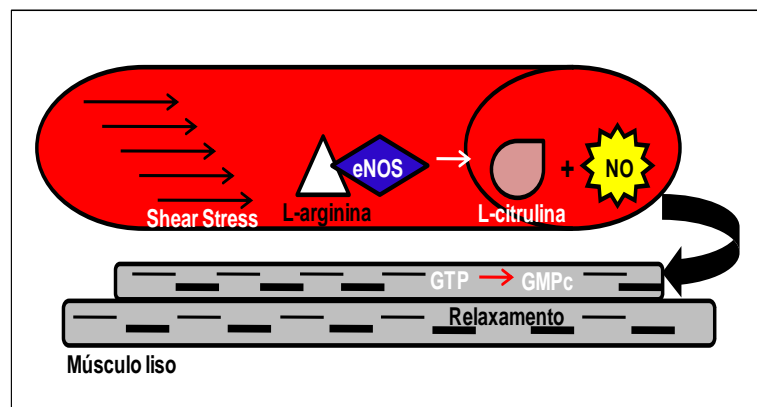 eNOS
+
NO
Shear Stress
L-arginina
L-citrulina
GTP
GMPc
Relaxamento
Músculo liso